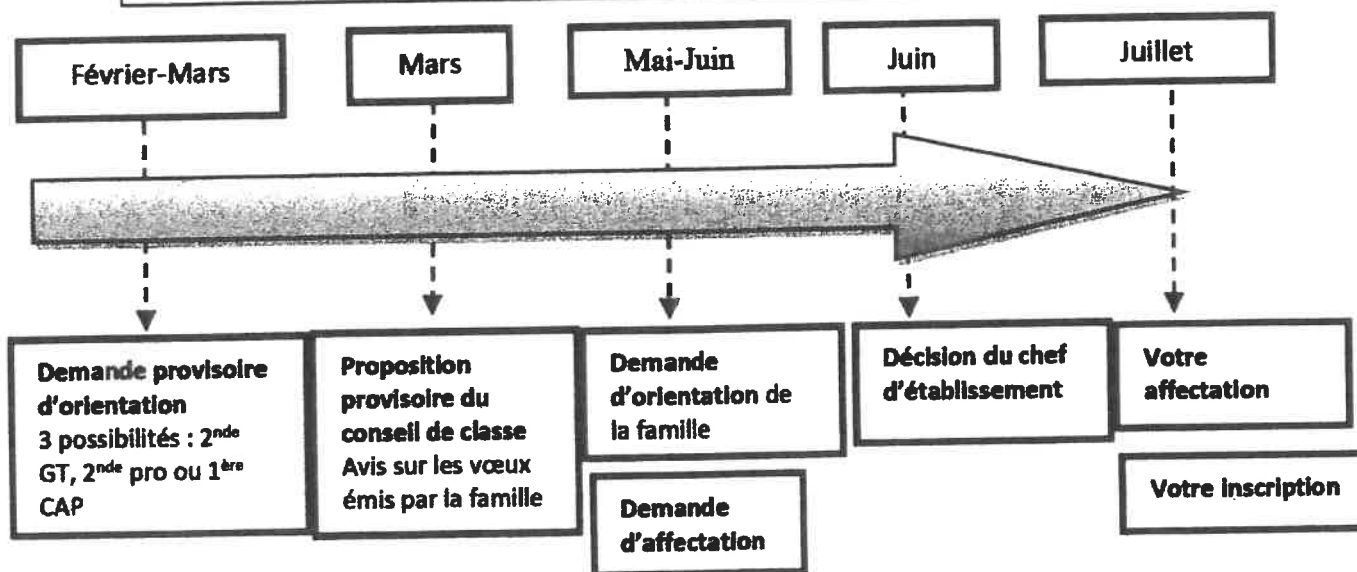 Février-Mars
Mars
Mai-Juin
Juin
Juillet
Demande provisoire
d'orientation
3 possibilités : 2nde
GT, 2nde pro ou 1ère
CAP
Proposition
provisoire du
conseil de classe
Avis sur les vœux
émis par la famille
Demande
d'orientation de
la famille
Demande
d'affectation
Décision du chef
d'établissement
Votre
affectation
Votre inscription